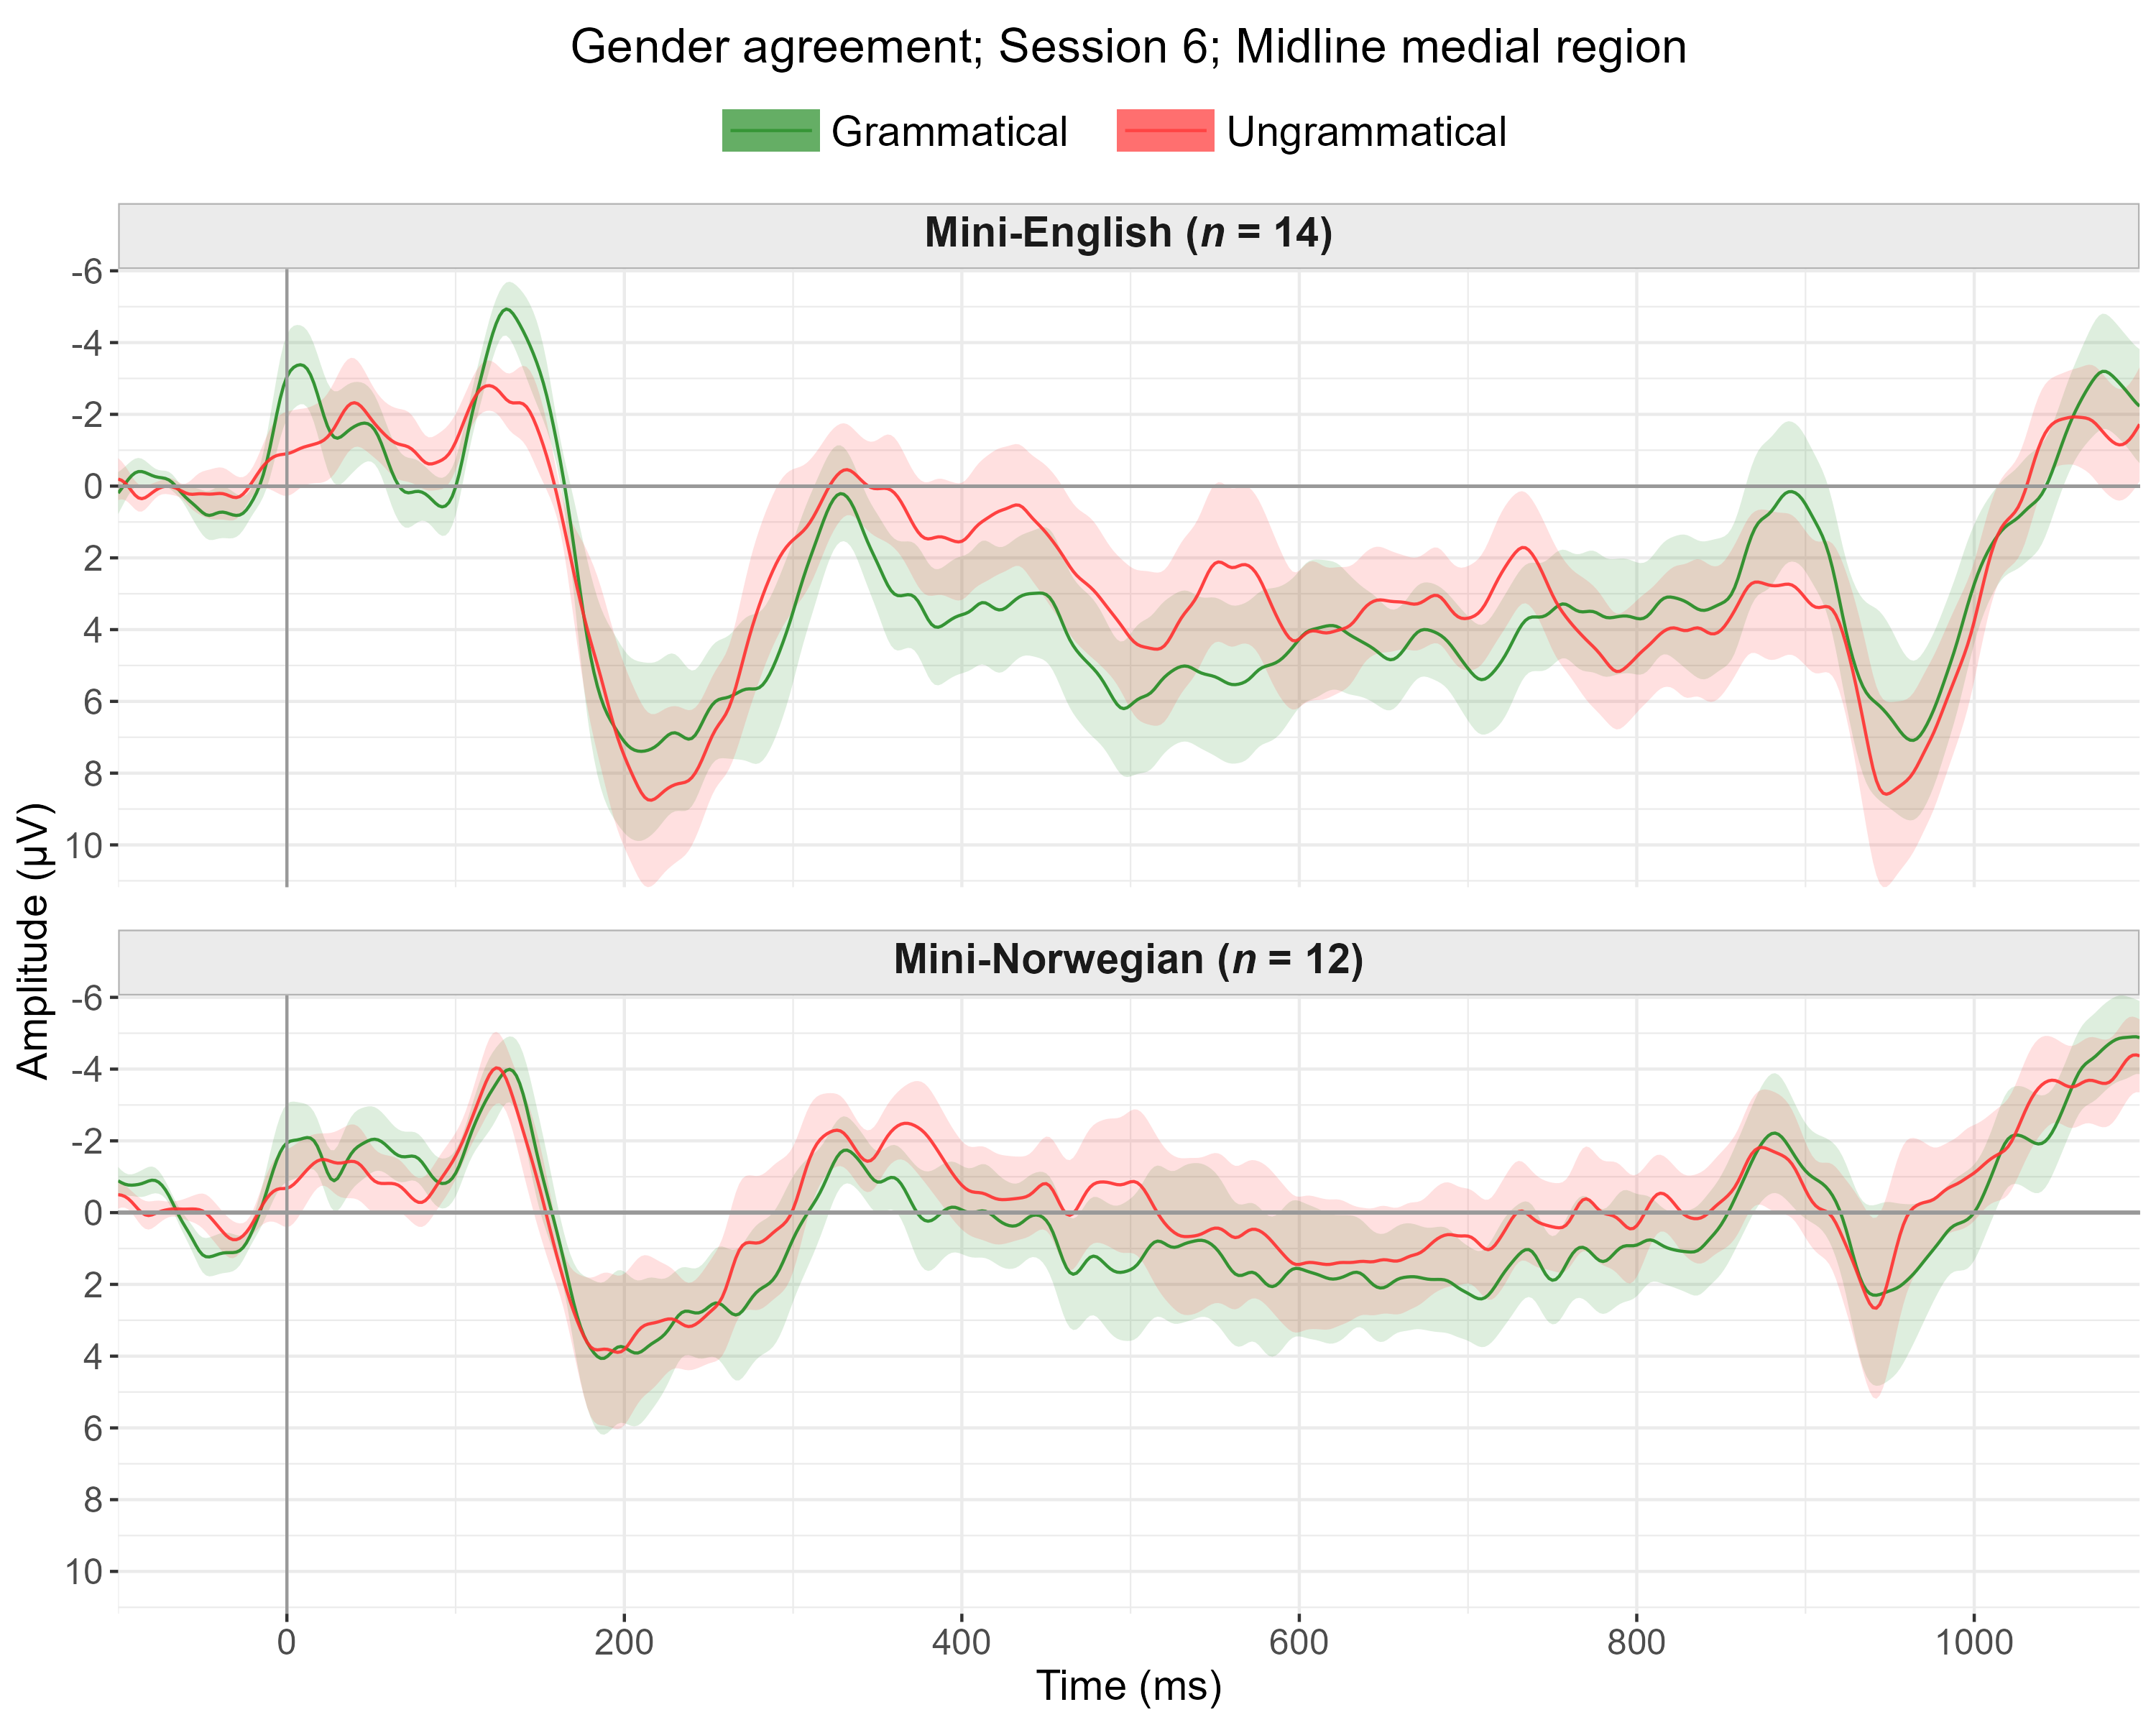 Gender agreement; Session 6; Midline medial region
Grammatical Ungrammatical
Mini-English (n = 14)
-6
-4
-2
0
2
4
6
8
10
Amplitude (µV)
Mini-Norwegian (n = 12)
-6
-4
-2
0
2
4
6
8
10
0 200 400 600 800 1000
Time (ms)